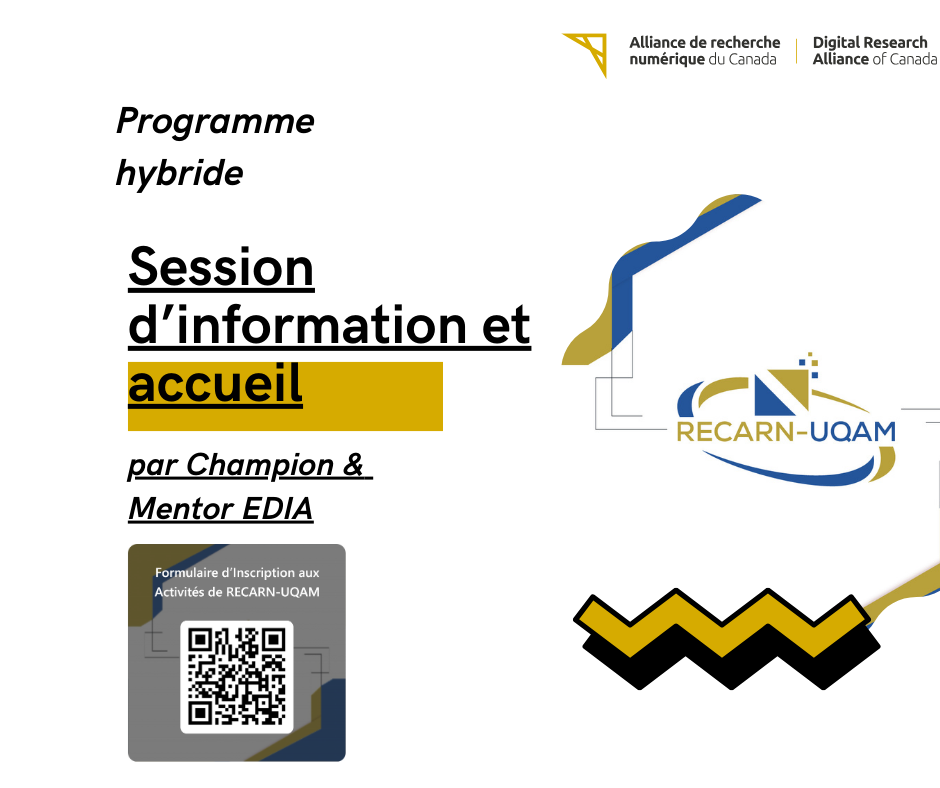 Alliance de recherche
numérique du Canada
Digital Research
Alliance of Canada
Programme
hybride
Session
d’information et
accueil
par Champion &
Mentor EDIA
RECARN-UQAM
Formulaire d’Inscription aux
Activités de RECARN-UQAM